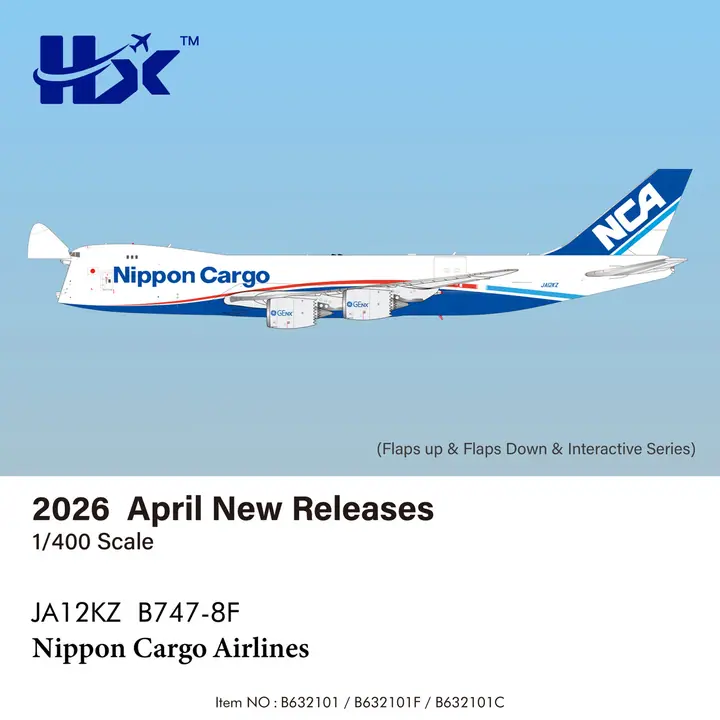 HX™
NCA
Nippon Cargo
JA12KZ
GEnx
GEnx
(Flaps up & Flaps Down & Interactive Series)
2026 April New Releases
1/400 Scale
JA12KZ B747-8F
Nippon Cargo Airlines
Item NO : B632101 / B632101F / B632101C